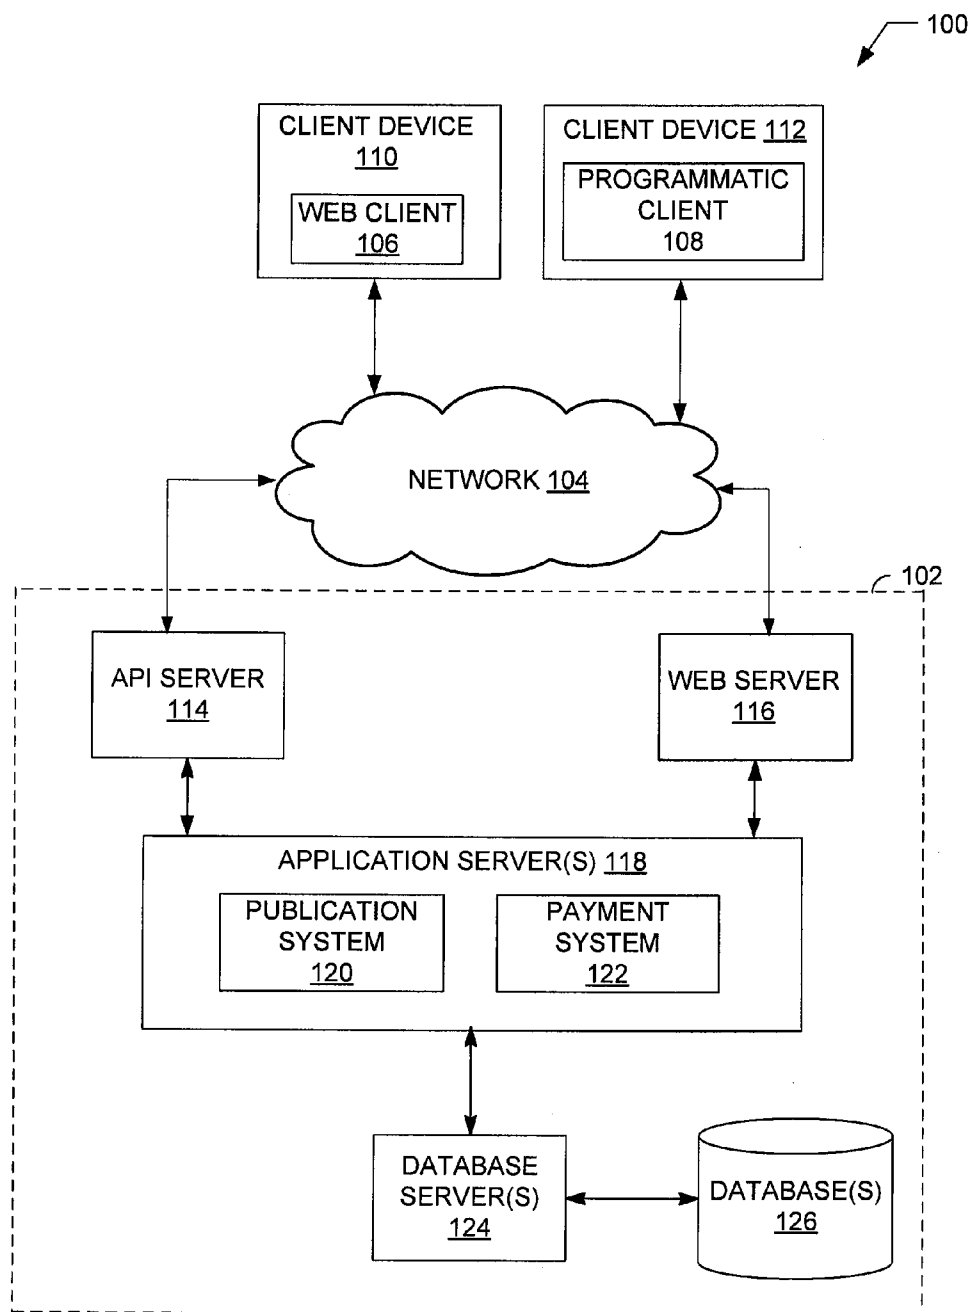 100
CLIENT DEVICE
110
WEB CLIENT
106
CLIENT DEVICE 112
PROGRAMMATIC
CLIENT
108
NETWORK 104
102
API SERVER
114
WEB SERVER
116
APPLICATION SERVER(S) 118
PUBLICATION
SYSTEM
120
PAYMENT
SYSTEM
122
DATABASE
SERVER(S)
124
DATABASE(S)
126